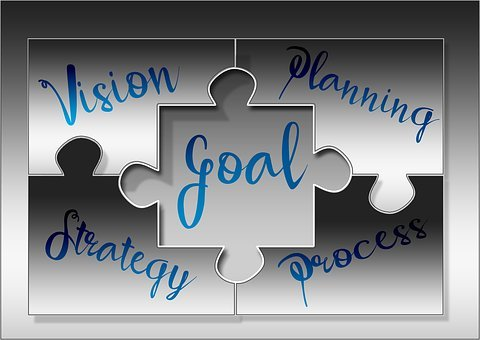 Vision
Planning
Goal
Strategy
Process